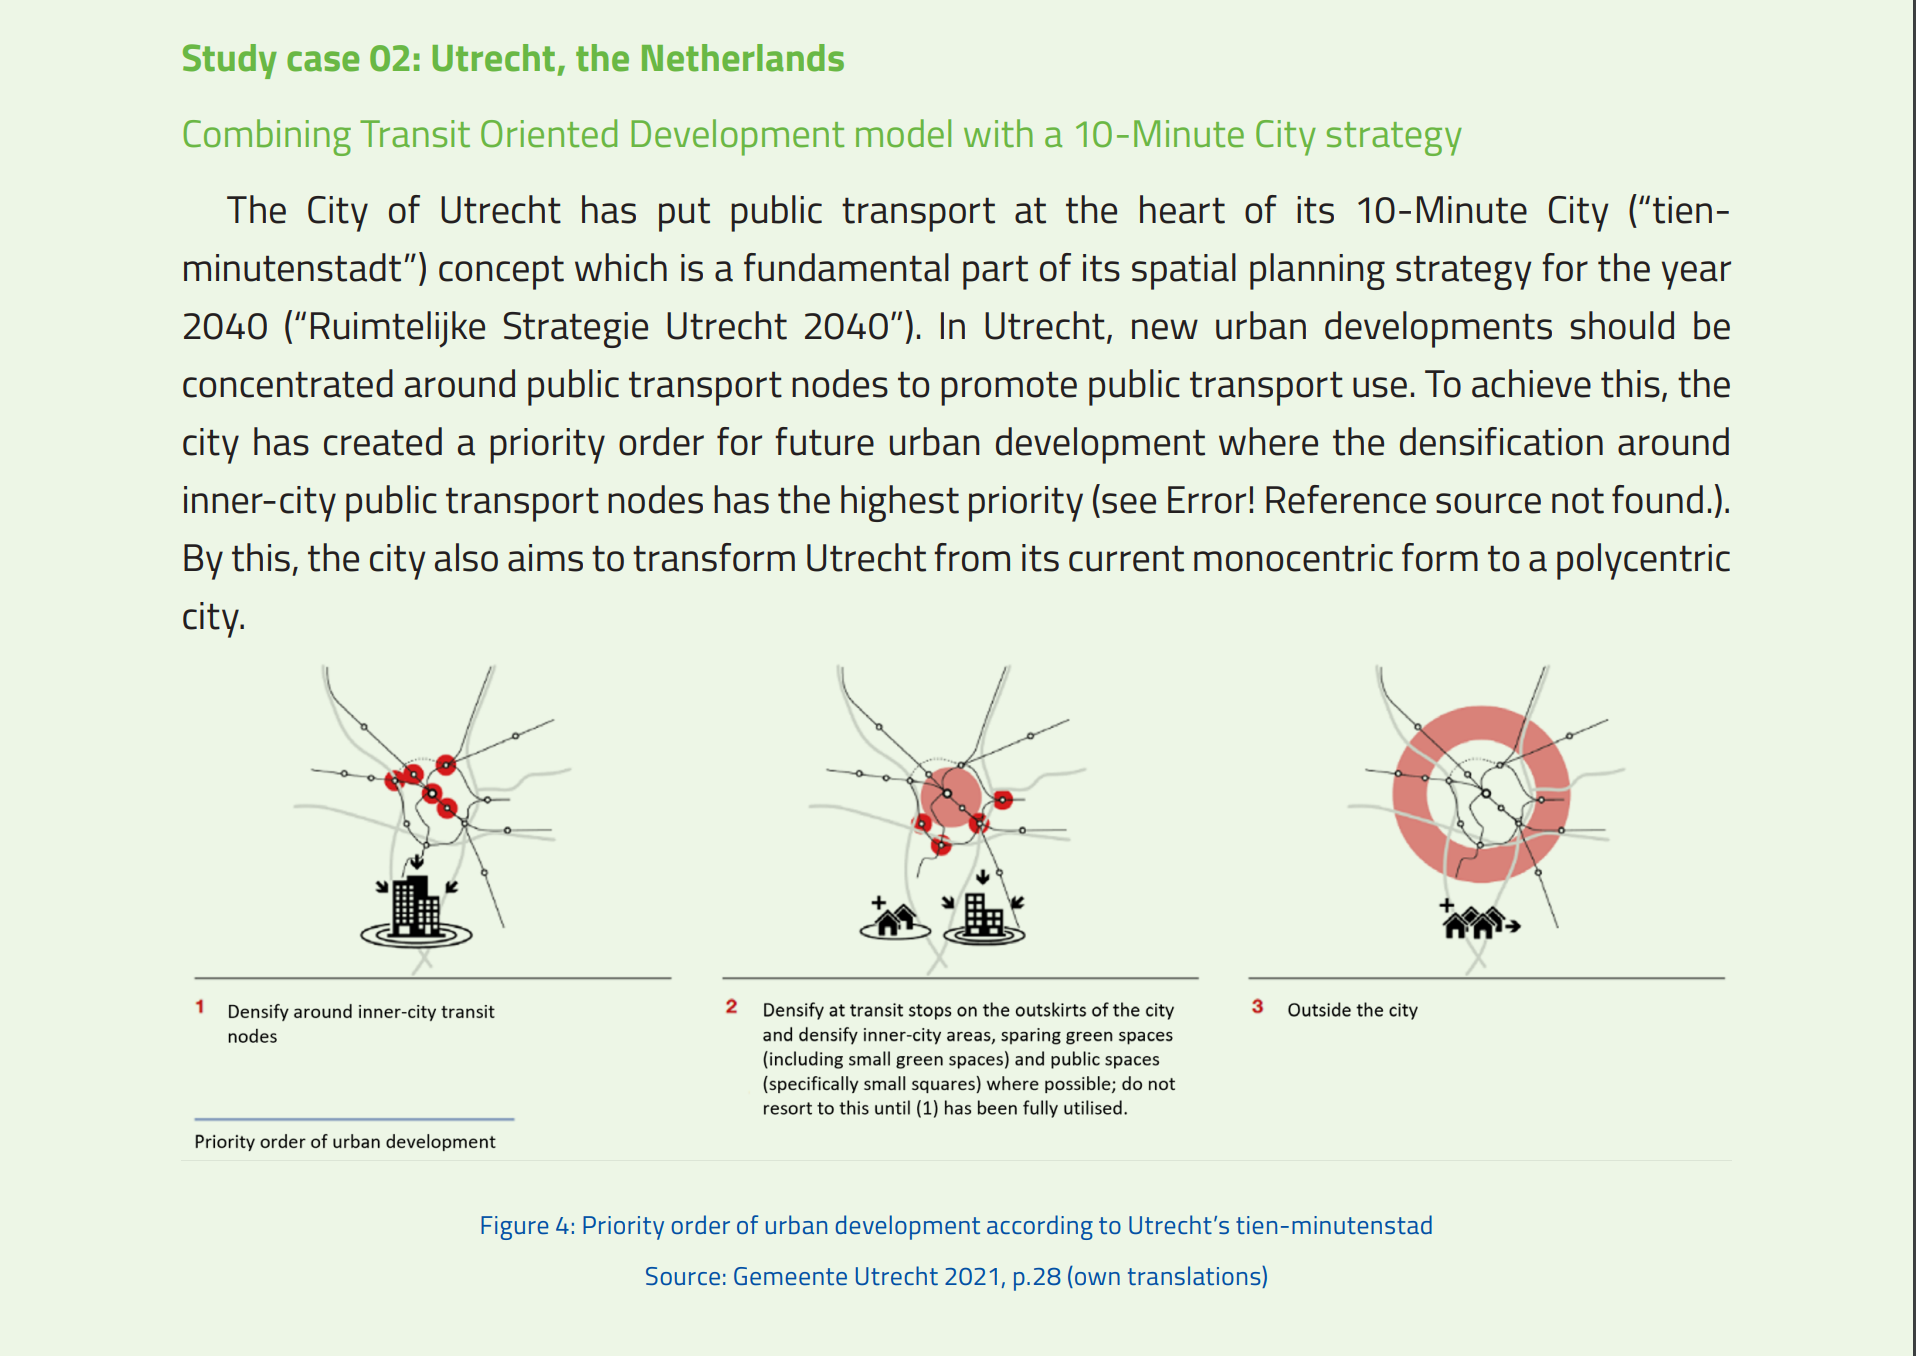 Study case 02: Utrecht, the Netherlands
Combining Transit Oriented Development model with a 10-Minute City strategy
The City of Utrecht has put public transport at the heart of its 10-Minute City (“tien-
minutenstadt”) concept which is a fundamental part of its spatial planning strategy for the year
2040 (“Ruimtelijke Strategie Utrecht 2040”). In Utrecht, new urban developments should be
concentrated around public transport nodes to promote public transport use. To achieve this, the
city has created a priority order for future urban development where the densification around
inner-city public transport nodes has the highest priority (see Error! Reference source not found.).
By this, the city also aims to transform Utrecht from its current monocentric form to a polycentric
city.
1 Densify around inner-city transit
nodes
2 Densify at transit stops on the outskirts of the city
and densify inner-city areas, sparing green spaces
(including small green spaces) and public spaces
(specifically small squares) where possible; do not
resort to this until (1) has been fully utilised.
3 Outside the city
Priority order of urban development
Figure 4: Priority order of urban development according to Utrecht’s tien-minutenstad
Source: Gemeente Utrecht 2021, p.28 (own translations)